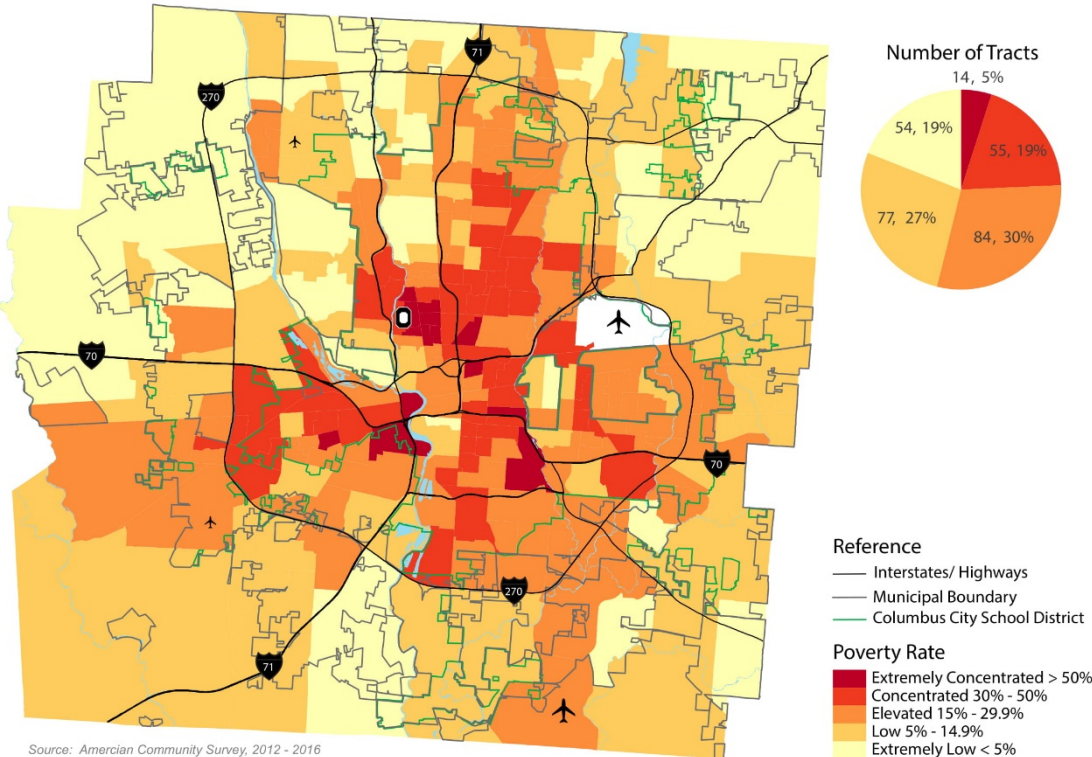 Number of Tracts
14, 5%
54, 19%
55, 19%
77, 27%
84, 30%
71
270
70
70
270
71
Reference
Interstates/ Highways
Municipal Boundary
Columbus City School District
Poverty Rate
Extremely Concentrated > 50%
Concentrated 30% - 50%
Elevated 15% - 29.9%
Low 5% - 14.9%
Extremely Low < 5%
Source: Amercian Community Survey, 2012 - 2016